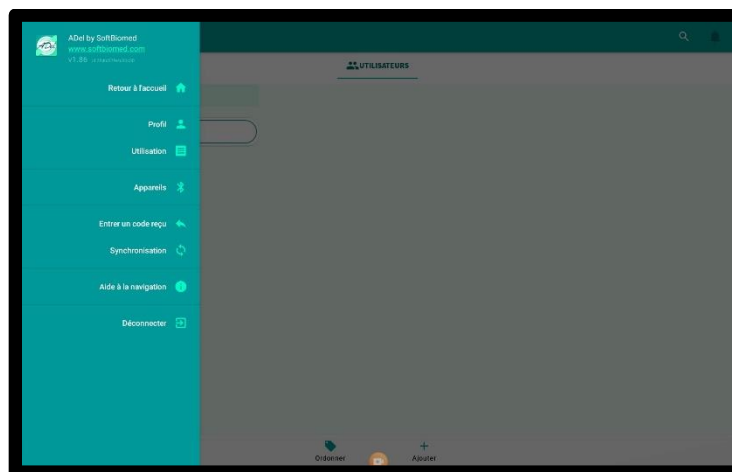 ADel by SoftBiomed
www.softbiomed.com
v1.86
UTILISATEURS
Retour à l'accueil
Profil
Utilisation
Appareils
Entrer un code reçu
Synchronisation
Aide à la navigation
Déconnecter
Ordonner
Ajouter